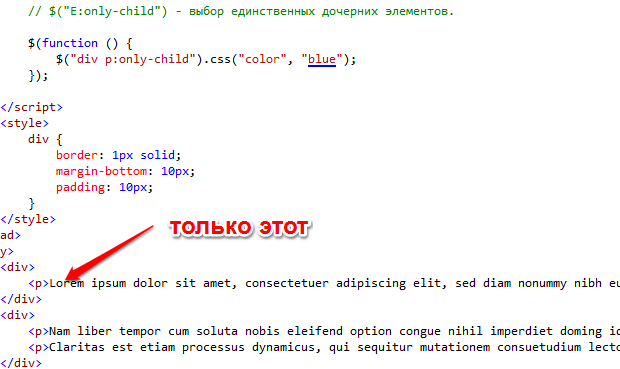 // $("E:only-child") - выбор единственных дочерних элементов.
$(function () {
$("div p:only-child").css("color", "blue");
});
</script>
<style>
div {
border: 1px solid;
margin-bottom: 10px;
padding: 10px;
}
</style>
ad>
y>
только этот
<div>
<p>Lorem ipsum dolor sit amet, consectetuer adipiscing elit, sed diam nonummy nibh eu
</div>
<div>
<p>Nam liber tempor cum soluta nobis eleifend option congue nihil imperdiet doming id
<p>Claritas est etiam processus dynamicus, qui sequitur mutationem consuetudium lecto
</div>